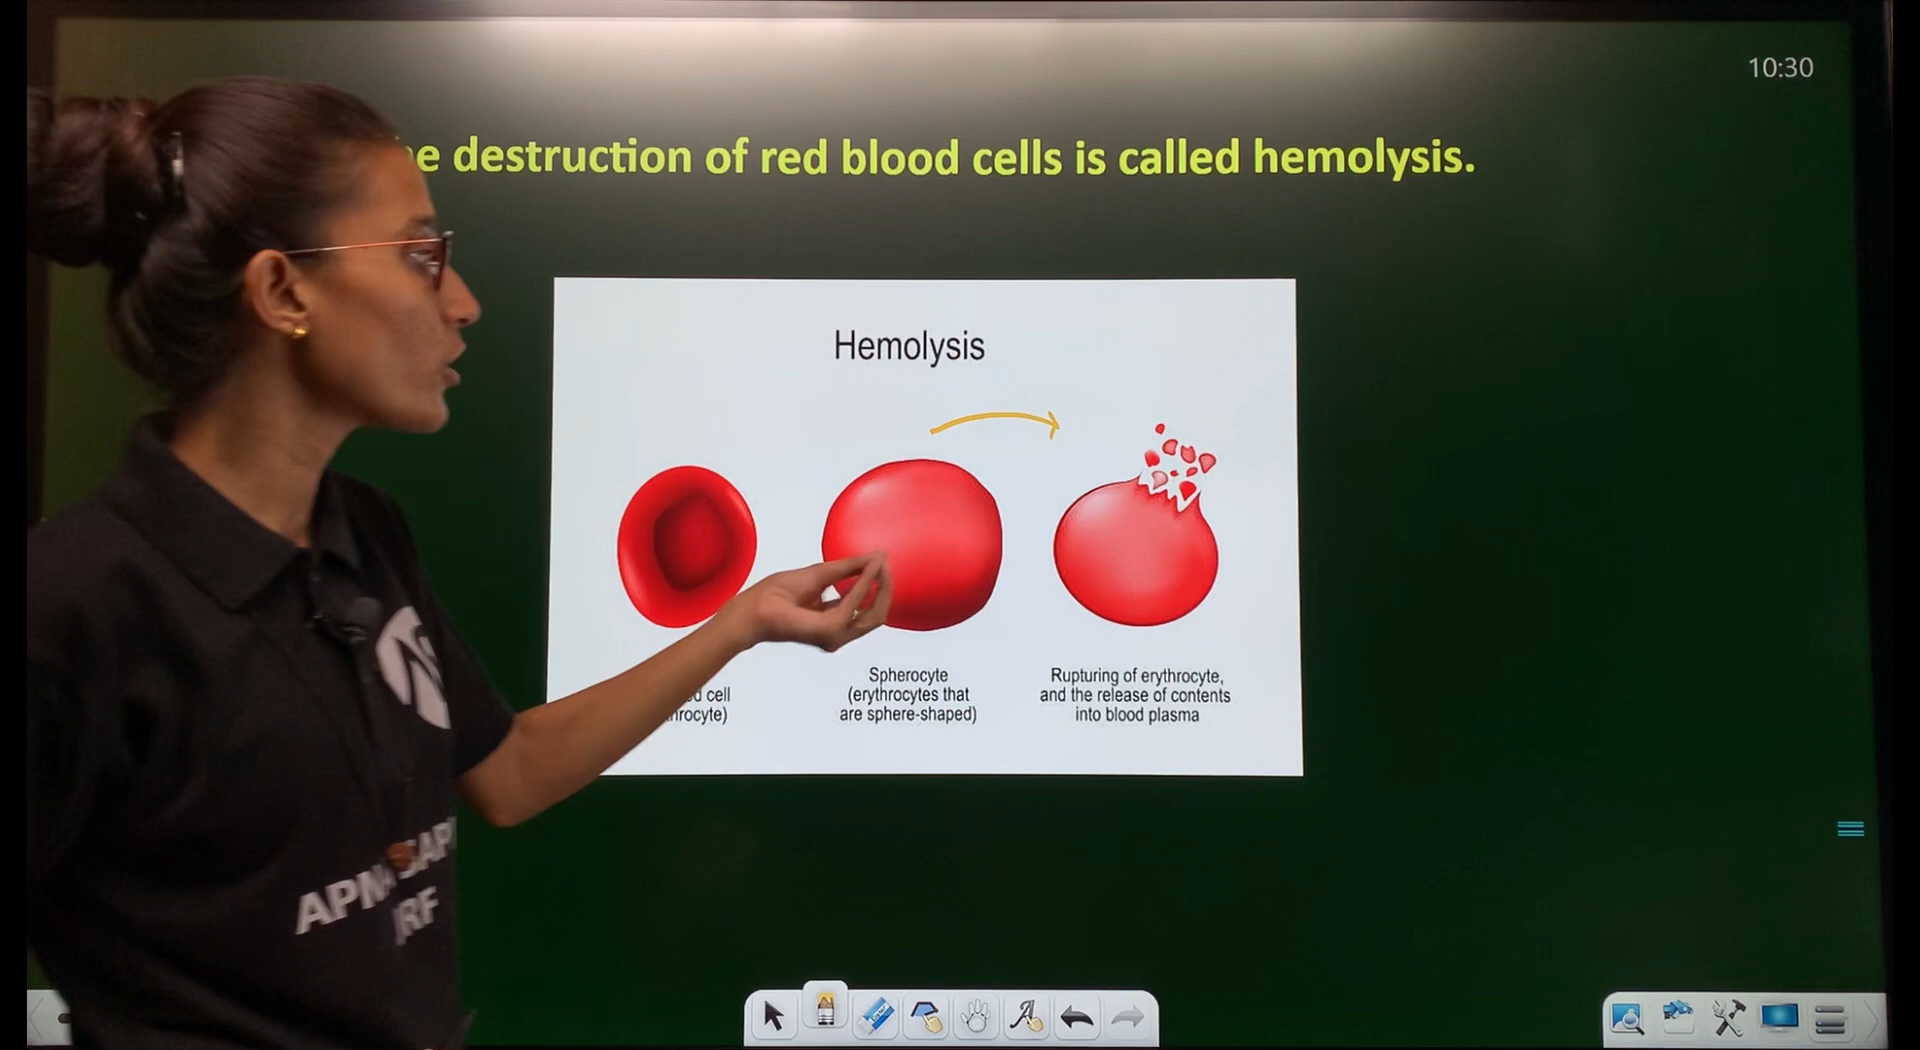 10:30
destruction of red blood cells is called hemolysis.
Hemolysis
cell
Spherocyte
(erythrocytes that
are sphere-shaped)
Rupturing of erythrocyte,
and the release of contents
into blood plasma